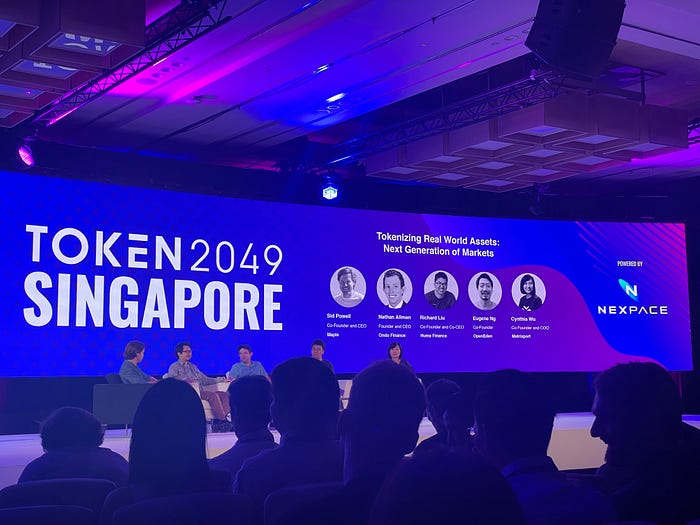 TOKEN2049
SINGAPORE
Tokenizing Real World Assets:
Next Generation of Markets
Sid Powell
Co-Founder and CEO
Maple
Nathan Allman
Founder and CEO
Ondo Finance
Richard Liu
Co-Founder and Co-CEO
Huma Finance
Eugene Ng
Co-Founder
OpenEden
Cynthia Wu
Co-Founder and COO
Matrixport
POWERED BY
NEXPACE